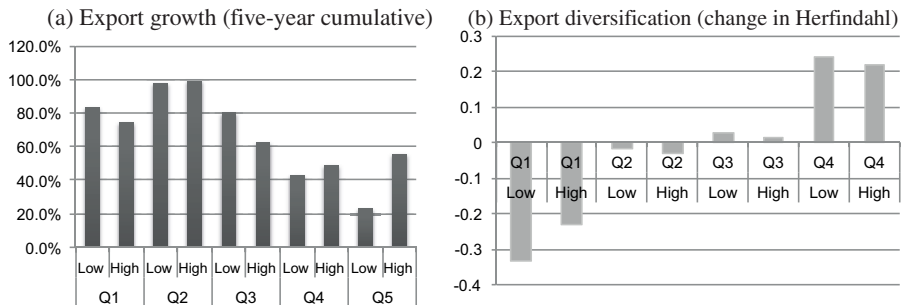 (a) Export growth (five-year cumulative)
120.0%
100.0%
80.0%
60.0%
40.0%
20.0%
0.0%
Low High Low High Low High Low High Low High
Q1 Q2 Q3 Q4 Q5
(b) Export diversification (change in Herfindahl)
0.3
0.2
0.1
0
-0.1
-0.2
-0.3
-0.4
Q1 Q1 Q2 Q2 Q3 Q3 Q4 Q4
Low High Low High Low High Low High